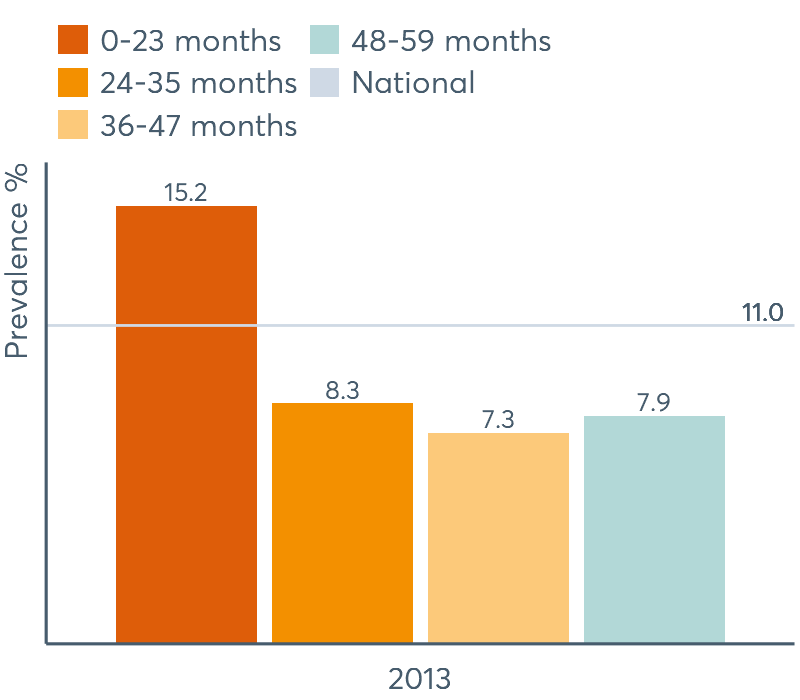 0-23 months
48-59 months
24-35 months
National
36-47 months
Prevalence %
15.2
11.0
8.3
7.3
7.9
2013